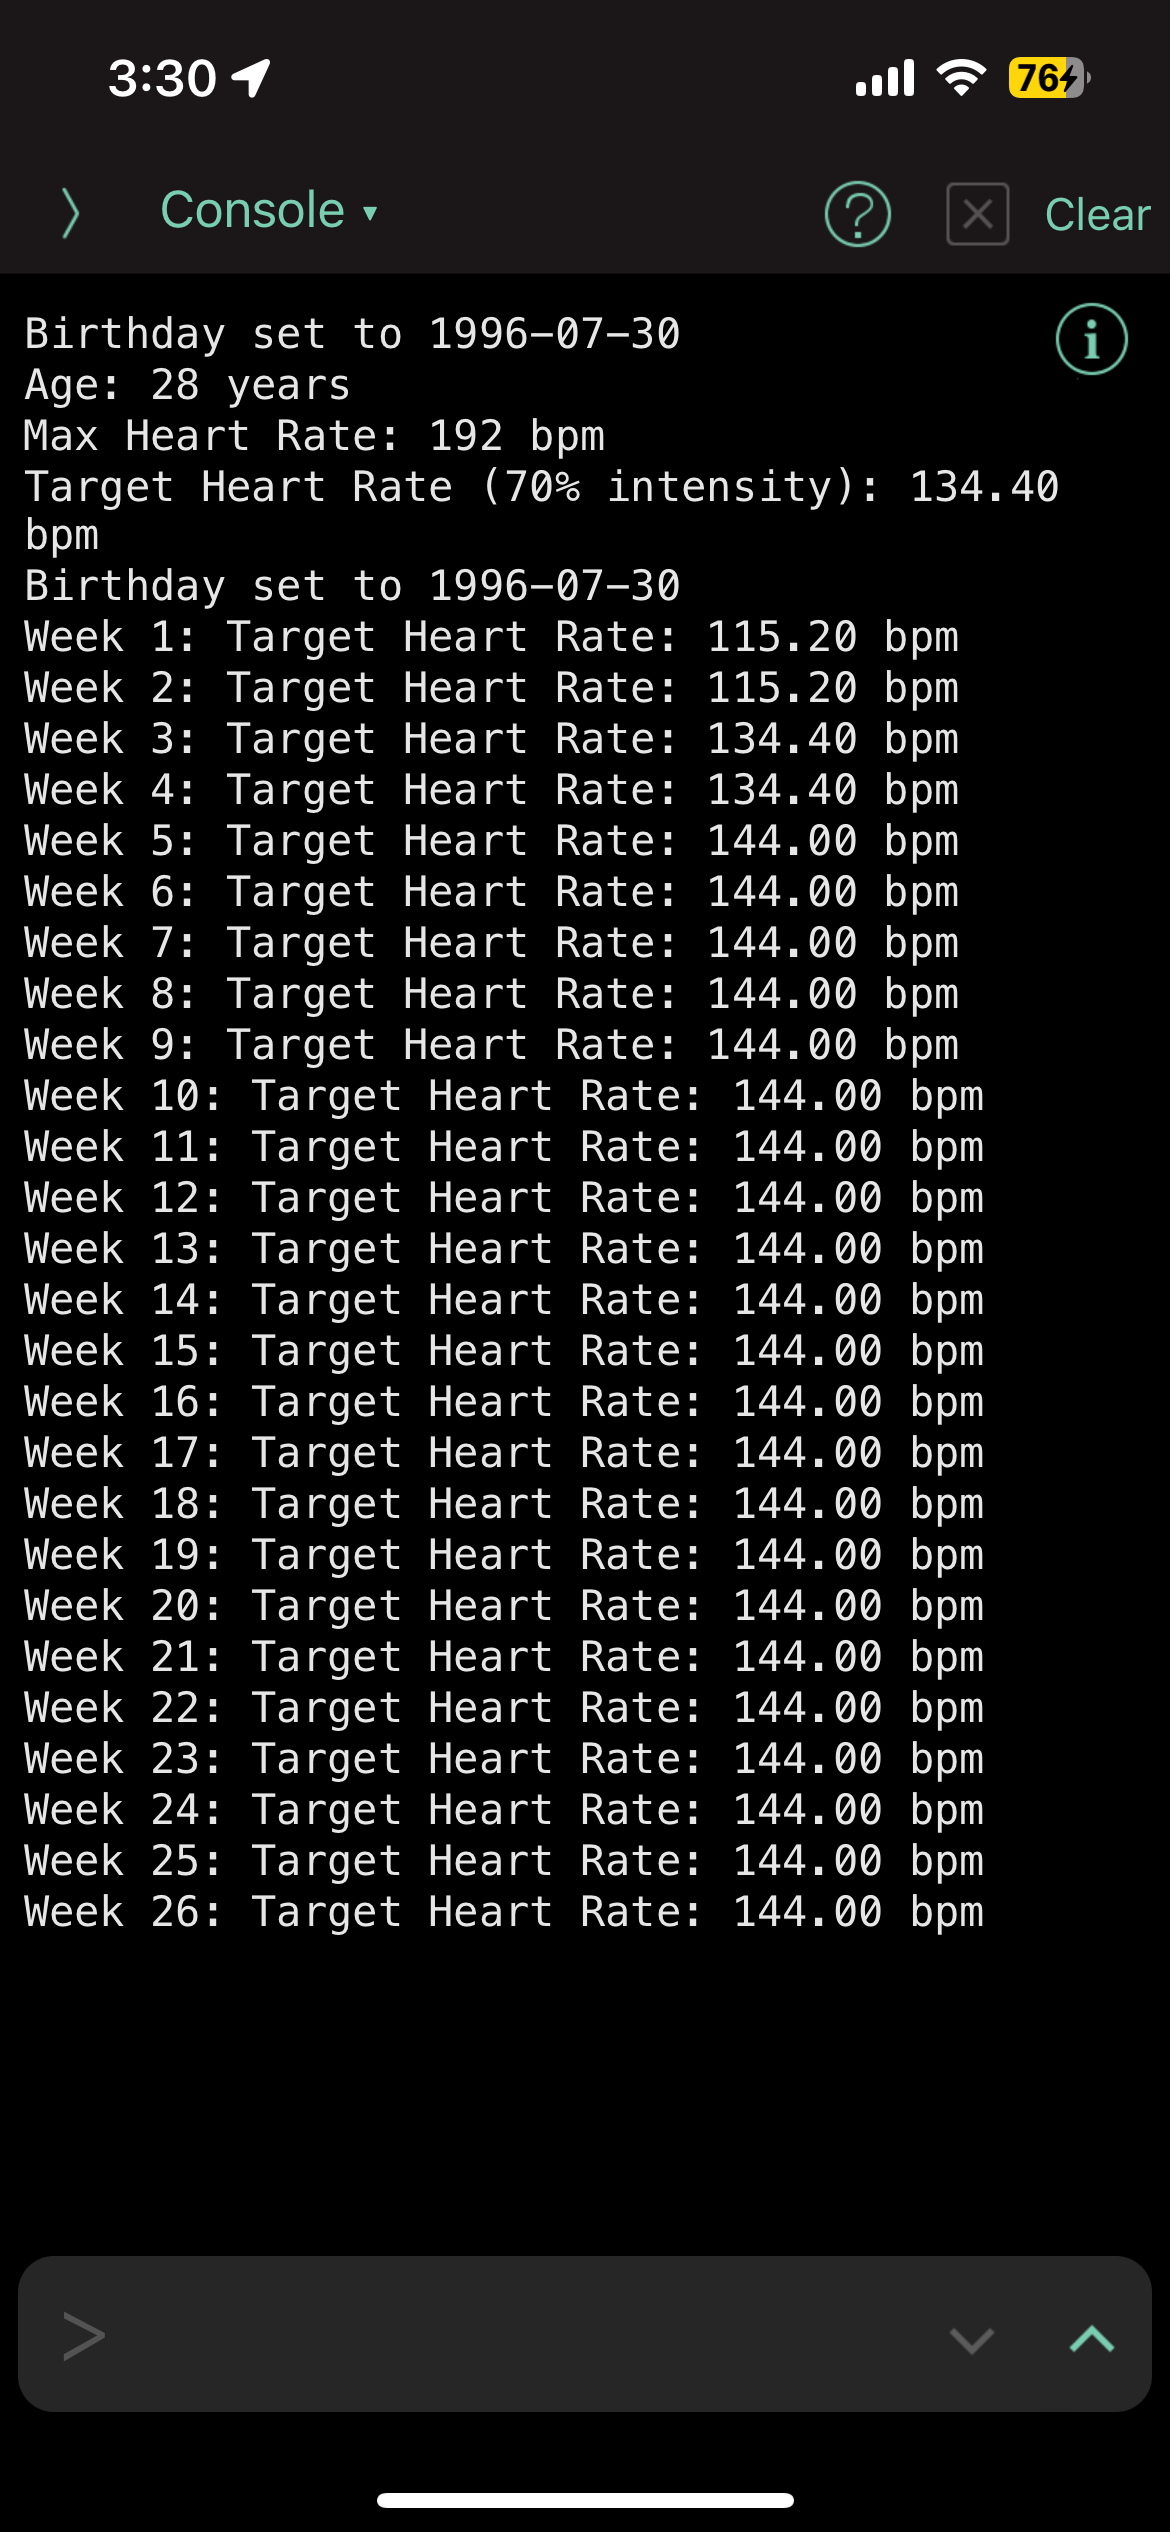 3:30
76
Console ▾
?
Clear
i
Birthday set to 1996-07-30
Age: 28 years
Max Heart Rate: 192 bpm
Target Heart Rate (70% intensity): 134.40
bpm
Birthday set to 1996-07-30
Week 1: Target Heart Rate: 115.20 bpm
Week 2: Target Heart Rate: 115.20 bpm
Week 3: Target Heart Rate: 134.40 bpm
Week 4: Target Heart Rate: 134.40 bpm
Week 5: Target Heart Rate: 144.00 bpm
Week 6: Target Heart Rate: 144.00 bpm
Week 7: Target Heart Rate: 144.00 bpm
Week 8: Target Heart Rate: 144.00 bpm
Week 9: Target Heart Rate: 144.00 bpm
Week 10: Target Heart Rate: 144.00 bpm
Week 11: Target Heart Rate: 144.00 bpm
Week 12: Target Heart Rate: 144.00 bpm
Week 13: Target Heart Rate: 144.00 bpm
Week 14: Target Heart Rate: 144.00 bpm
Week 15: Target Heart Rate: 144.00 bpm
Week 16: Target Heart Rate: 144.00 bpm
Week 17: Target Heart Rate: 144.00 bpm
Week 18: Target Heart Rate: 144.00 bpm
Week 19: Target Heart Rate: 144.00 bpm
Week 20: Target Heart Rate: 144.00 bpm
Week 21: Target Heart Rate: 144.00 bpm
Week 22: Target Heart Rate: 144.00 bpm
Week 23: Target Heart Rate: 144.00 bpm
Week 24: Target Heart Rate: 144.00 bpm
Week 25: Target Heart Rate: 144.00 bpm
Week 26: Target Heart Rate: 144.00 bpm
>